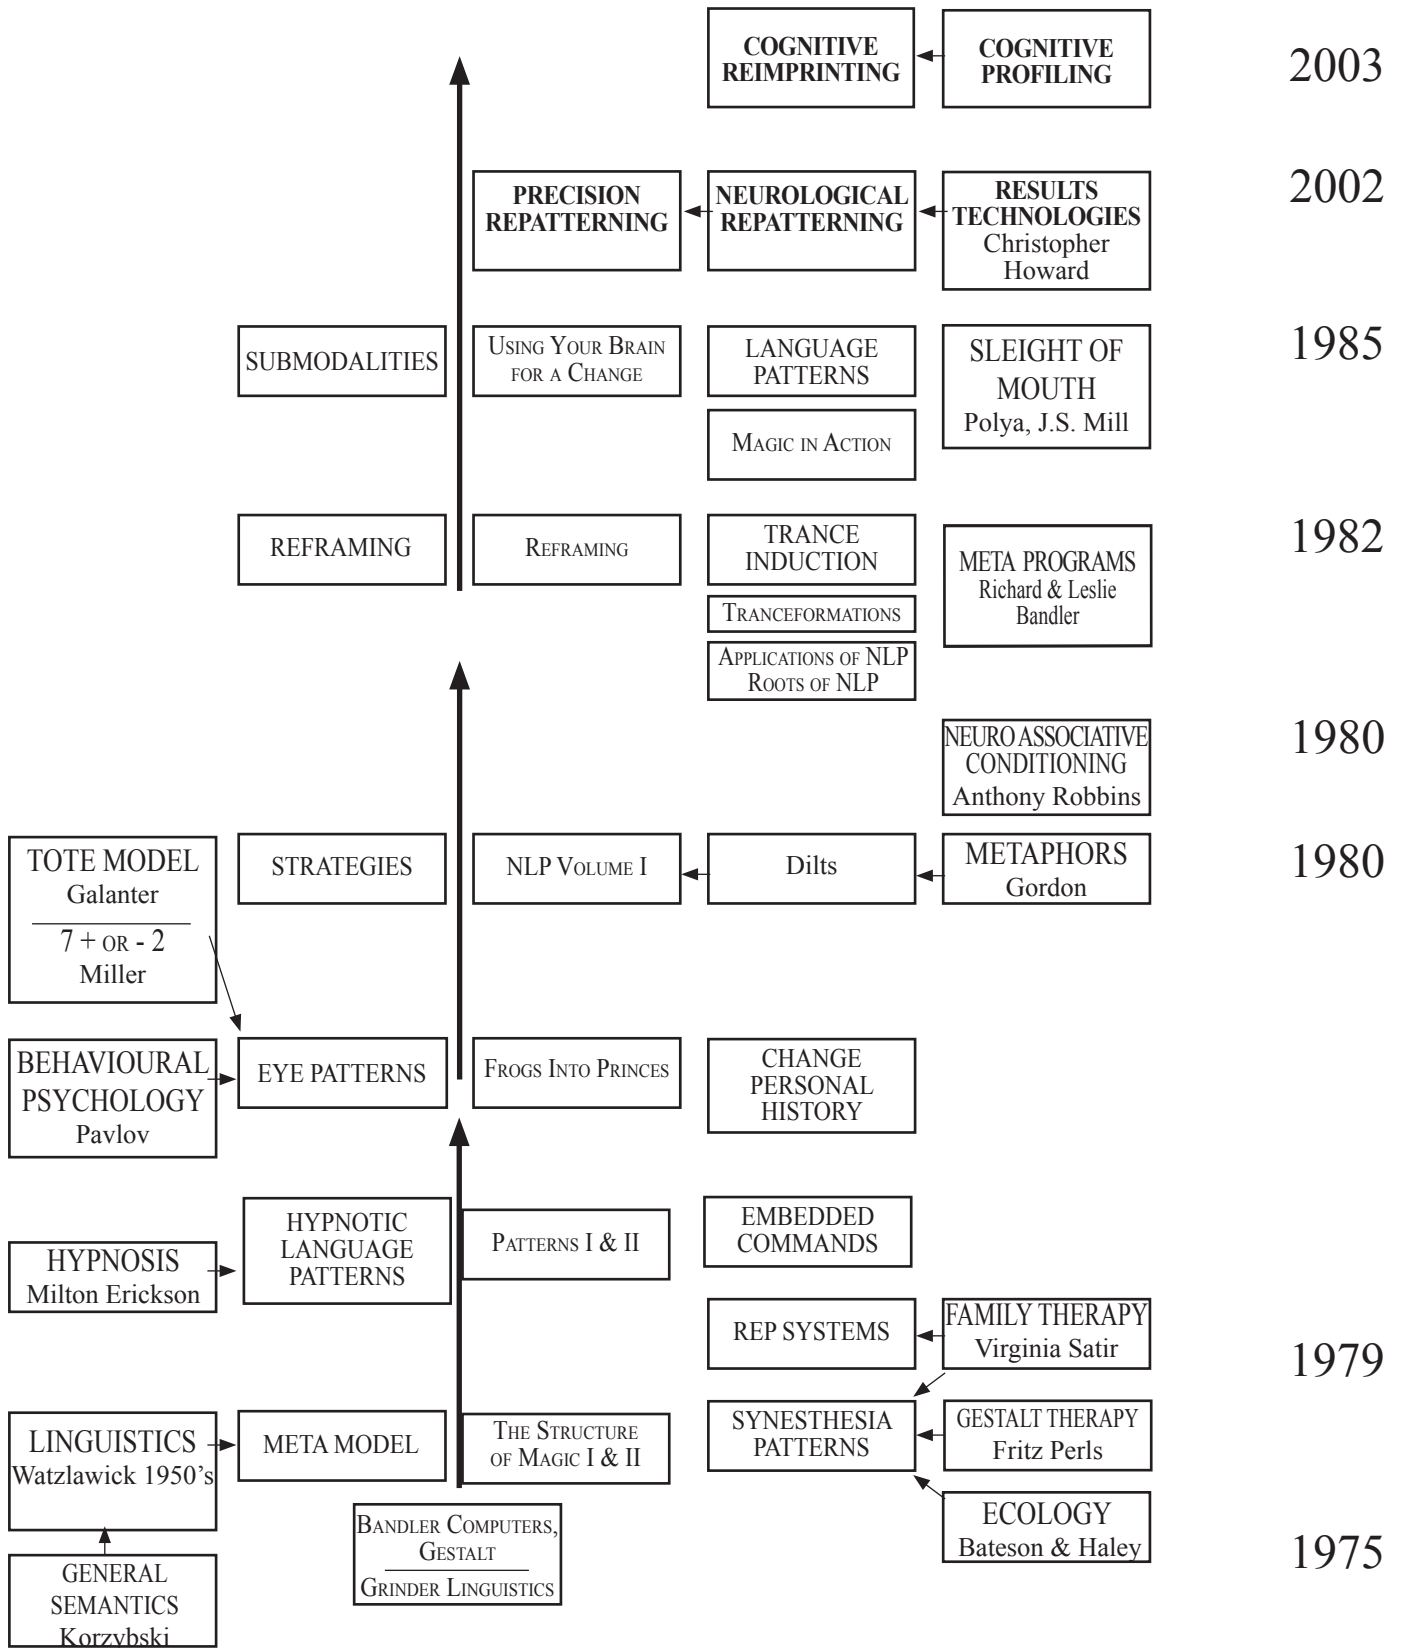 COGNITIVE
REIMPRINTING
COGNITIVE
PROFILING
2003
PRECISION
REPATTERNING
NEUROLOGICAL
REPATTERNING
RESULTS
TECHNOLOGIES
Christopher
Howard
2002
SUBMODALITIES
USING YOUR BRAIN
FOR A CHANGE
LANGUAGE
PATTERNS
SLEIGHT OF
MOUTH
Polya, J.S. Mill
1985
MAGIC IN ACTION
REFRAMING
REFRAMING
TRANCE
INDUCTION
META PROGRAMS
Richard & Leslie
Bandler
1982
TRANCEFORMATIONS
APPLICATIONS OF NLP
ROOTS OF NLP
NEURO ASSOCIATIVE
CONDITIONING
Anthony Robbins
1980
TOTE MODEL
Galanter
7 + OR - 2
Miller
STRATEGIES
NLP VOLUME I
Dilts
METAPHORS
Gordon
1980
BEHAVIOURAL
PSYCHOLOGY
Pavlov
EYE PATTERNS
FROGS INTO PRINCES
CHANGE
PERSONAL
HISTORY
HYPNOSIS
Milton Erickson
HYPNOTIC
LANGUAGE
PATTERNS
PATTERNS I & II
EMBEDDED
COMMANDS
REP SYSTEMS
FAMILY THERAPY
Virginia Satir
1979
LINGUISTICS
Watzlawick 1950's
META MODEL
THE STRUCTURE
OF MAGIC I & II
SYNESTHESIA
PATTERNS
GESTALT THERAPY
Fritz Perls
BANDLER COMPUTERS,
GESTALT
GRINDER LINGUISTICS
ECOLOGY
Bateson & Haley
1975
GENERAL
SEMANTICS
Korzybski